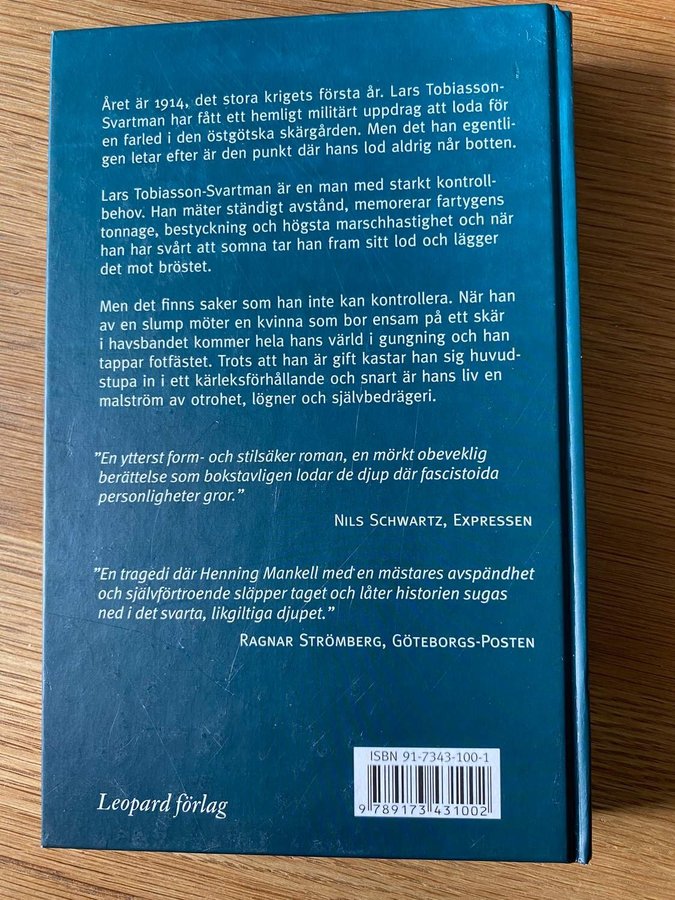 Året är 1914, det stora krigets första år. Lars Tobiasson-
Svartman har fått ett hemligt militärt uppdrag att loda för
en farled i den östgötska skärgården. Men det han egentli-
gen letar efter är den punkt där hans lod aldrig når botten.
Lars Tobiasson-Svartman är en man med starkt kontroll-
behov. Han mäter ständigt avstånd, memorerar fartygens
tonnage, bestyckning och högsta marschhastighet och när
han har svårt att somna tar han fram sitt lod och lägger
det mot bröstet.
Men det finns saker som han inte kan kontrollera. När han
av en slump möter en kvinna som bor ensam på ett skär
i havsbandet kommer hela hans värld i gungning och han
tappar fotfästet. Trots att han är gift kastar han sig huvud-
stupa in i ett kärleksförhållande och snart är hans liv en
malström av otrohet, lögner och självbedrägeri.
”En ytterst form- och stilsäker roman, en mörkt obeveklig
berättelse som bokstavligen lodar de djup där fascistoida
personligheter gror.”
Nils Schwartz, Expressen
”En tragedi där Henning Mankell med en mästares avspändhet
och självförtroende släpper taget och låter historien sugas
ned i det svarta, likgiltiga djupet.”
Ragnar Strömberg, Göteborgs-Posten
ISBN 91-7343-100-1
9 789173 431002
Leopard förlag